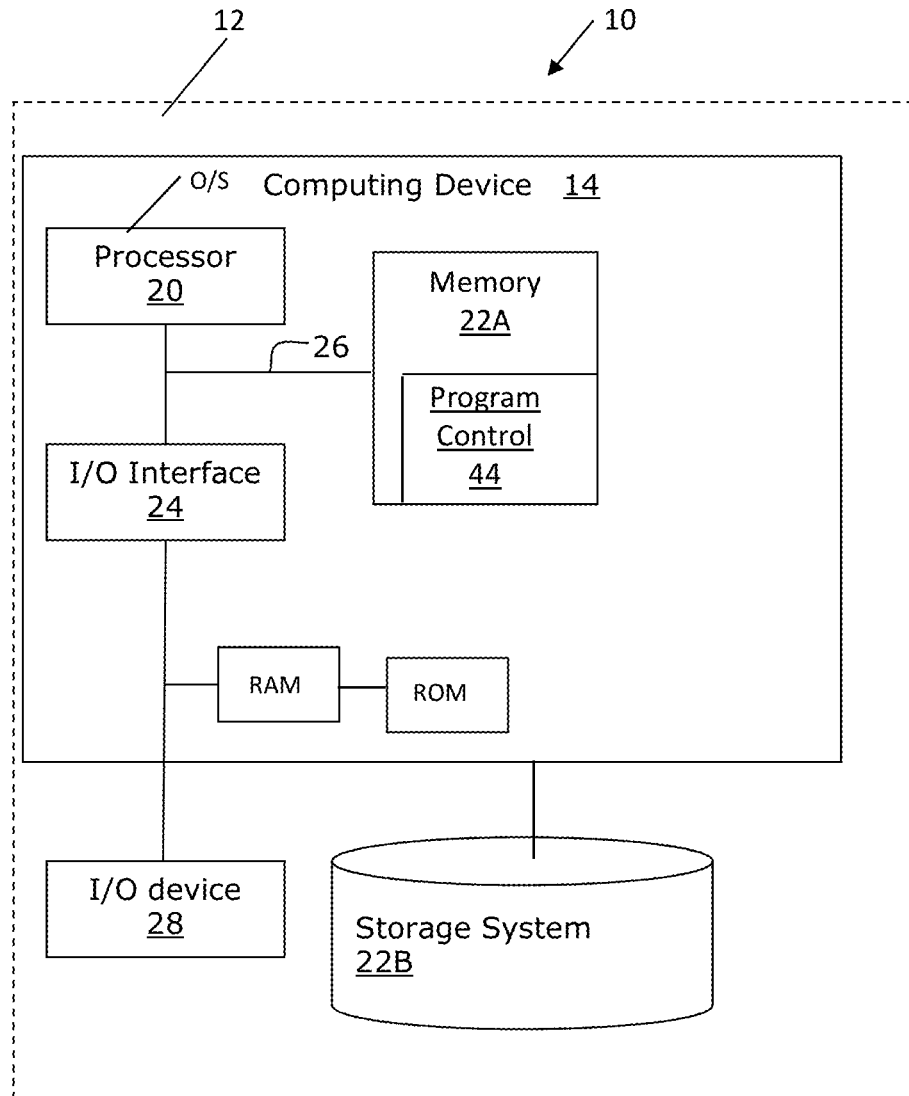 12
10
O/S
Computing Device 14
Processor
20
Memory
22A
26
Program
Control
44
I/O Interface
24
RAM
ROM
I/O device
28
Storage System
22B